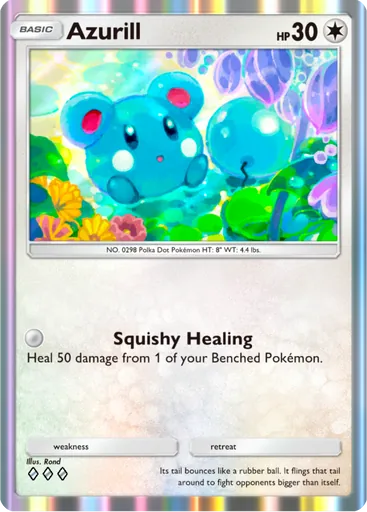 BASIC Azurill HP 30
NO. 0298 Polka Dot Pokémon HT: 8" WT: 4.4 lbs.
Squishy Healing
Heal 50 damage from 1 of your Benched Pokémon.
weakness retreat
Illus. Rond
Its tail bounces like a rubber ball. It flings that tail
around to fight opponents bigger than itself.